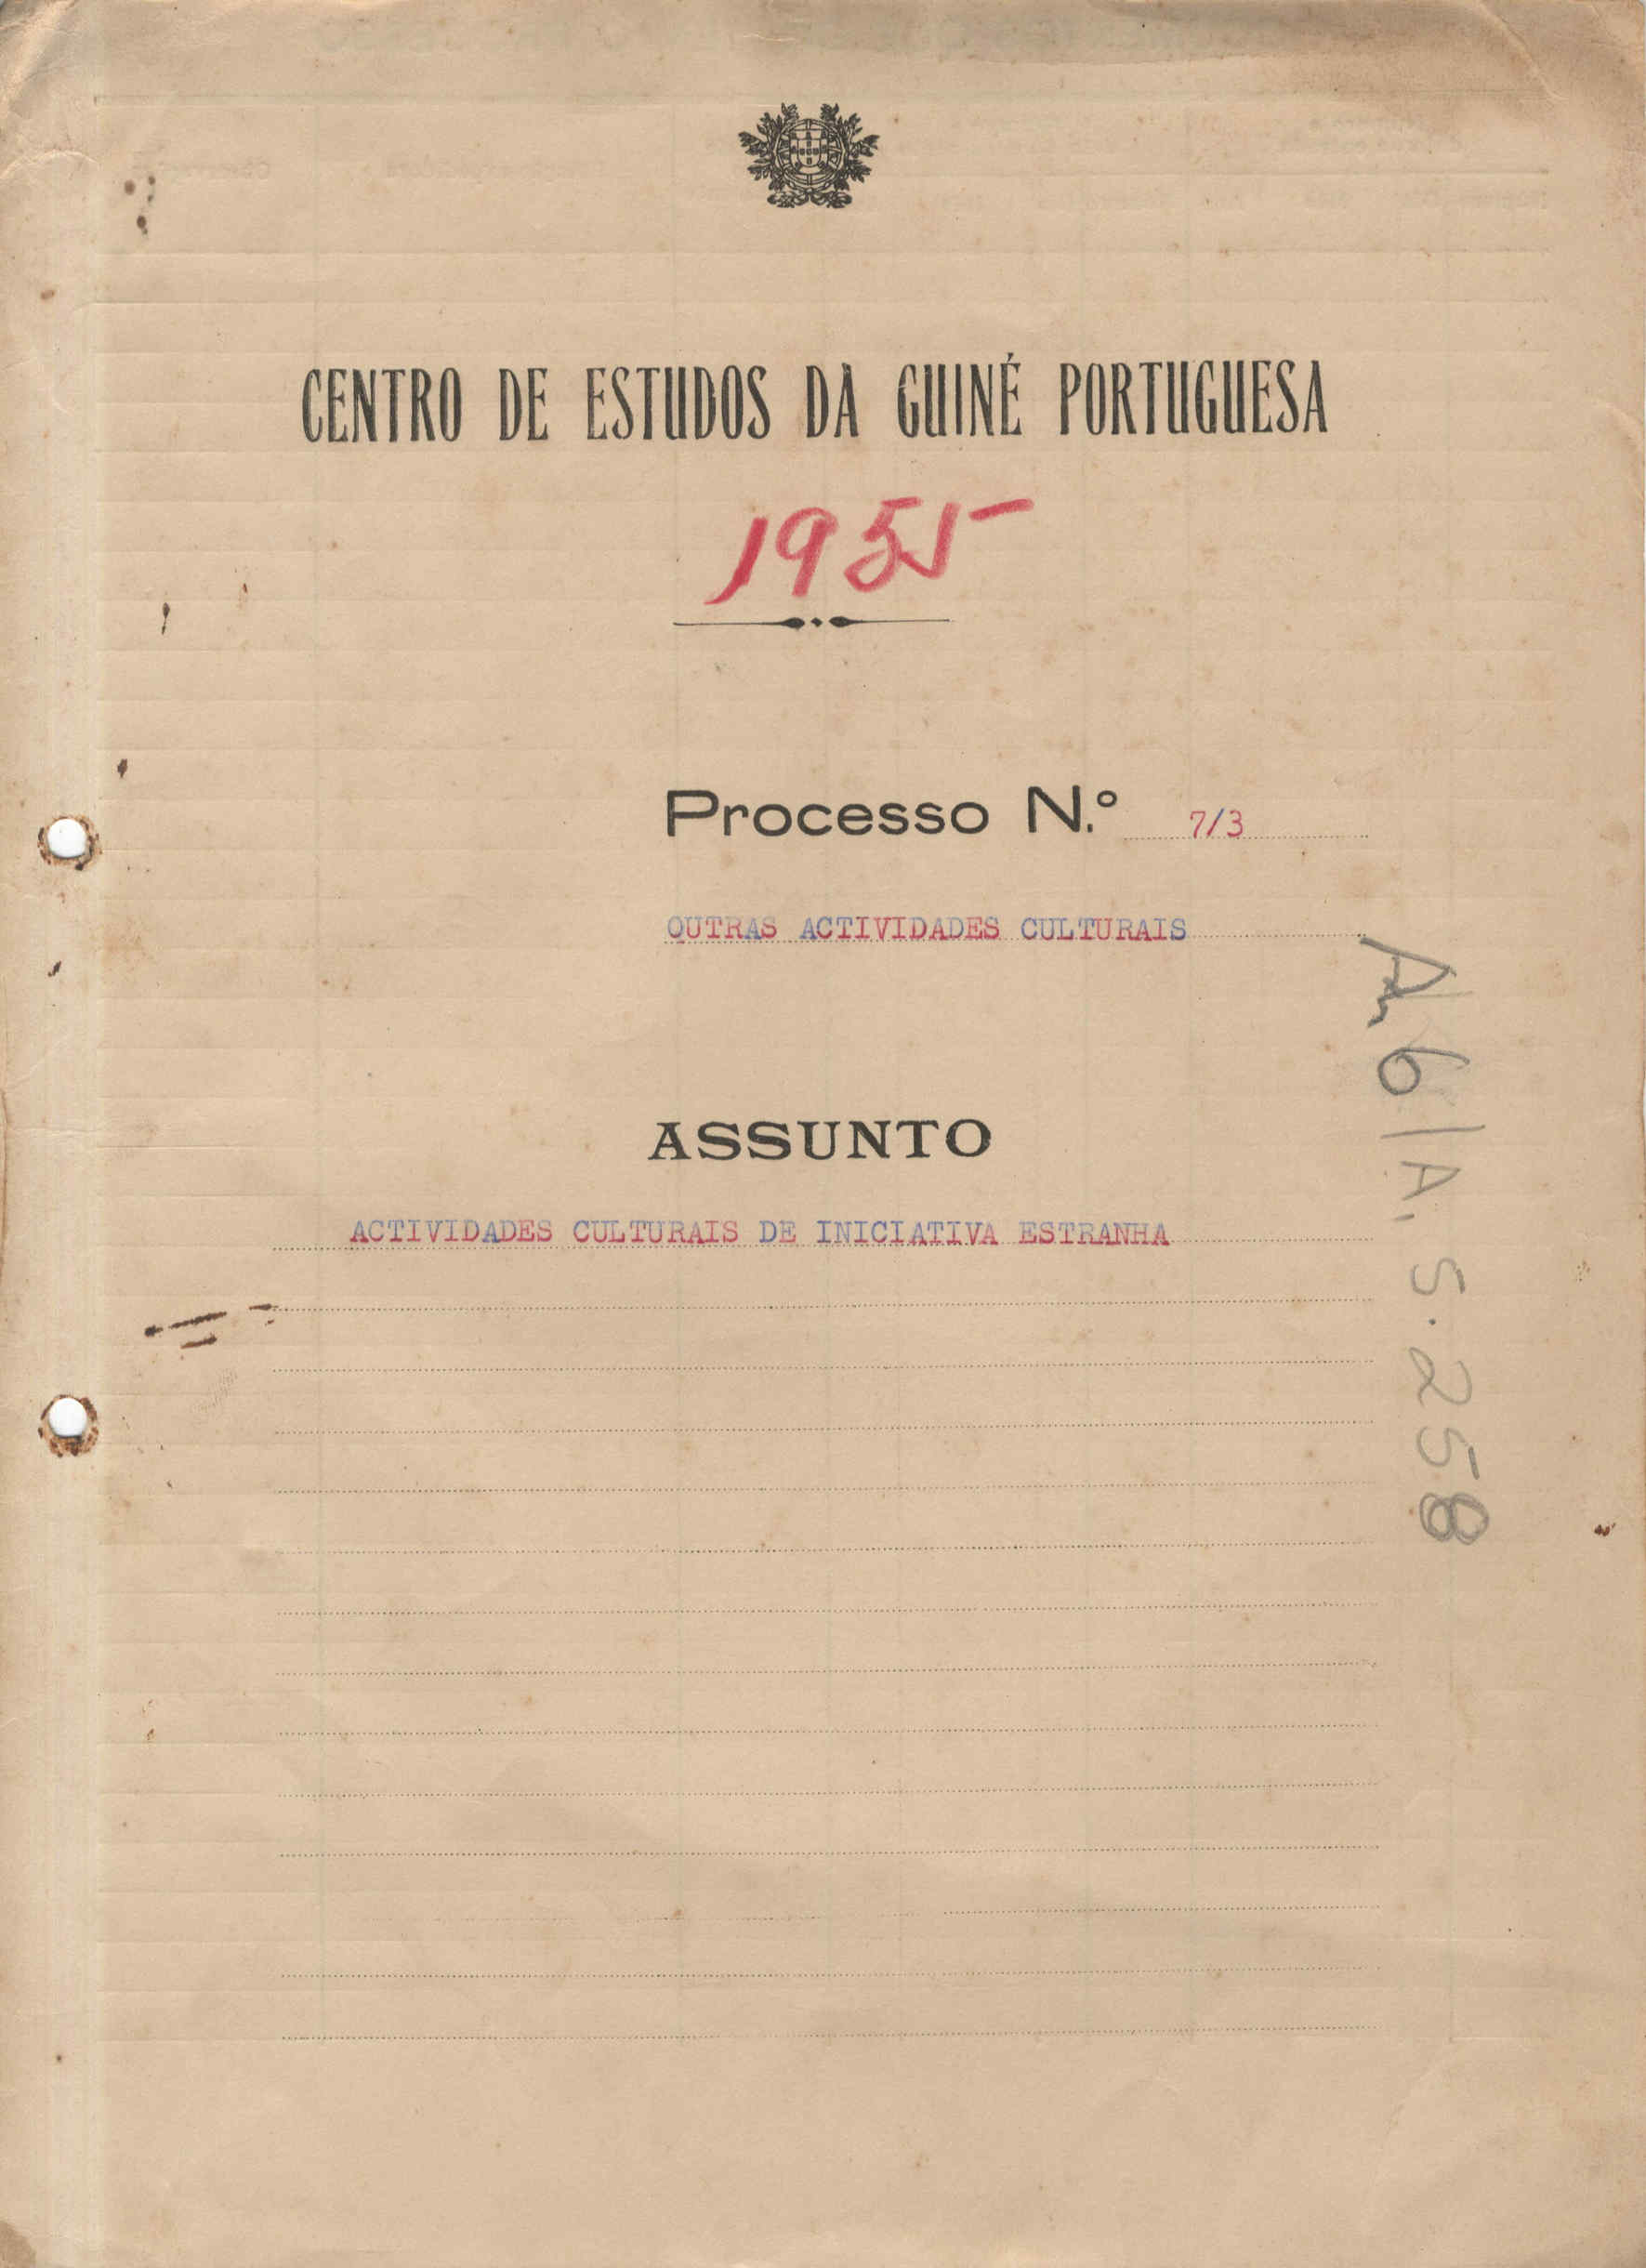 CENTRO DE ESTUDOS DA GUINÉ PORTUGUESA
1955
Processo N.º 7/3
OUTRAS ACTIVIDADES CULTURAIS
ASSUNTO
ACTIVIDADES CULTURAIS DE INICIATIVA ESTRANHA
6/A.5.258